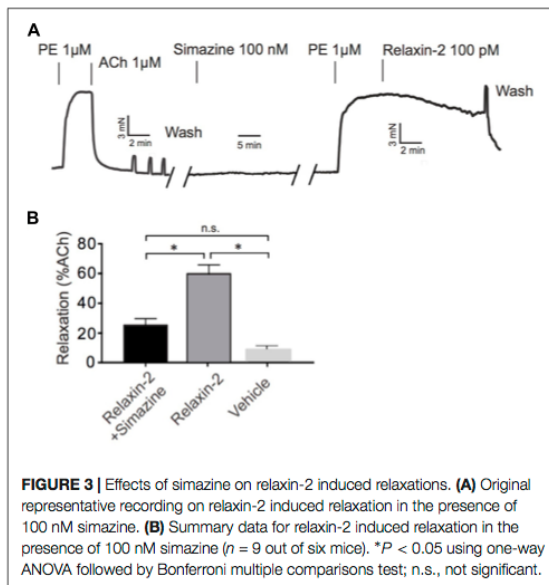 A
PE 1µM
ACh 1µM
Simazine 100 nM
PE 1µM
Relaxin-2 100 pM
Wash
3 mN
2 min
Wash
5 min
3 mN
2 min
B
n.s.
*
*
Relaxation (%ACh)
80
60
40
20
0
Relaxin-2
+Simazine
Relaxin-2
Vehicle
FIGURE 3 | Effects of simazine on relaxin-2 induced relaxations. (A) Original
representative recording on relaxin-2 induced relaxation in the presence of
100 nM simazine. (B) Summary data for relaxin-2 induced relaxation in the
presence of 100 nM simazine (n = 9 out of six mice). *P < 0.05 using one-way
ANOVA followed by Bonferroni multiple comparisons test; n.s., not significant.